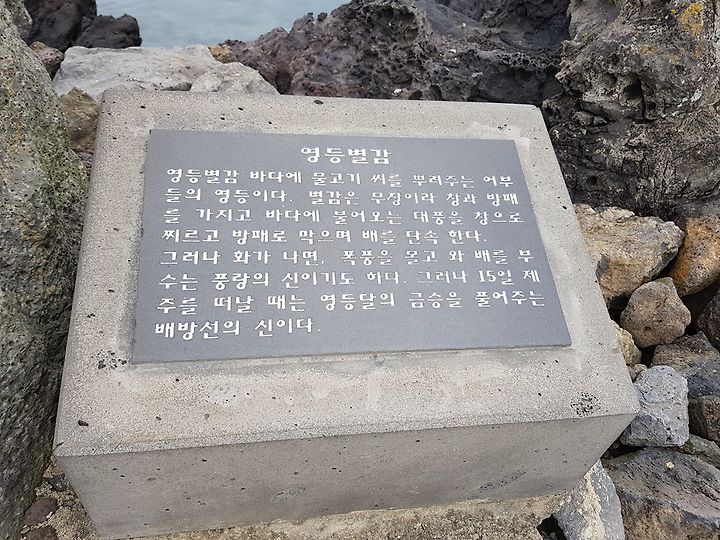 영등별감
영등별감 바다에 물고기 씨를 뿌려주는 어부
들의 영등이다. 별감은 무장이라 창과 방패
를 가지고 바다에 불어오는 대풍을 창으로
찌르고 방패로 막으며 배를 단속 한다.
그러나 화가 나면, 폭풍을 몰고 와 배를 부
수는 풍랑의 신이기도 하다. 그러나 15일 제
주를 떠날 때는 영등달의 금승을 풀어주는
배방선의 신이다.